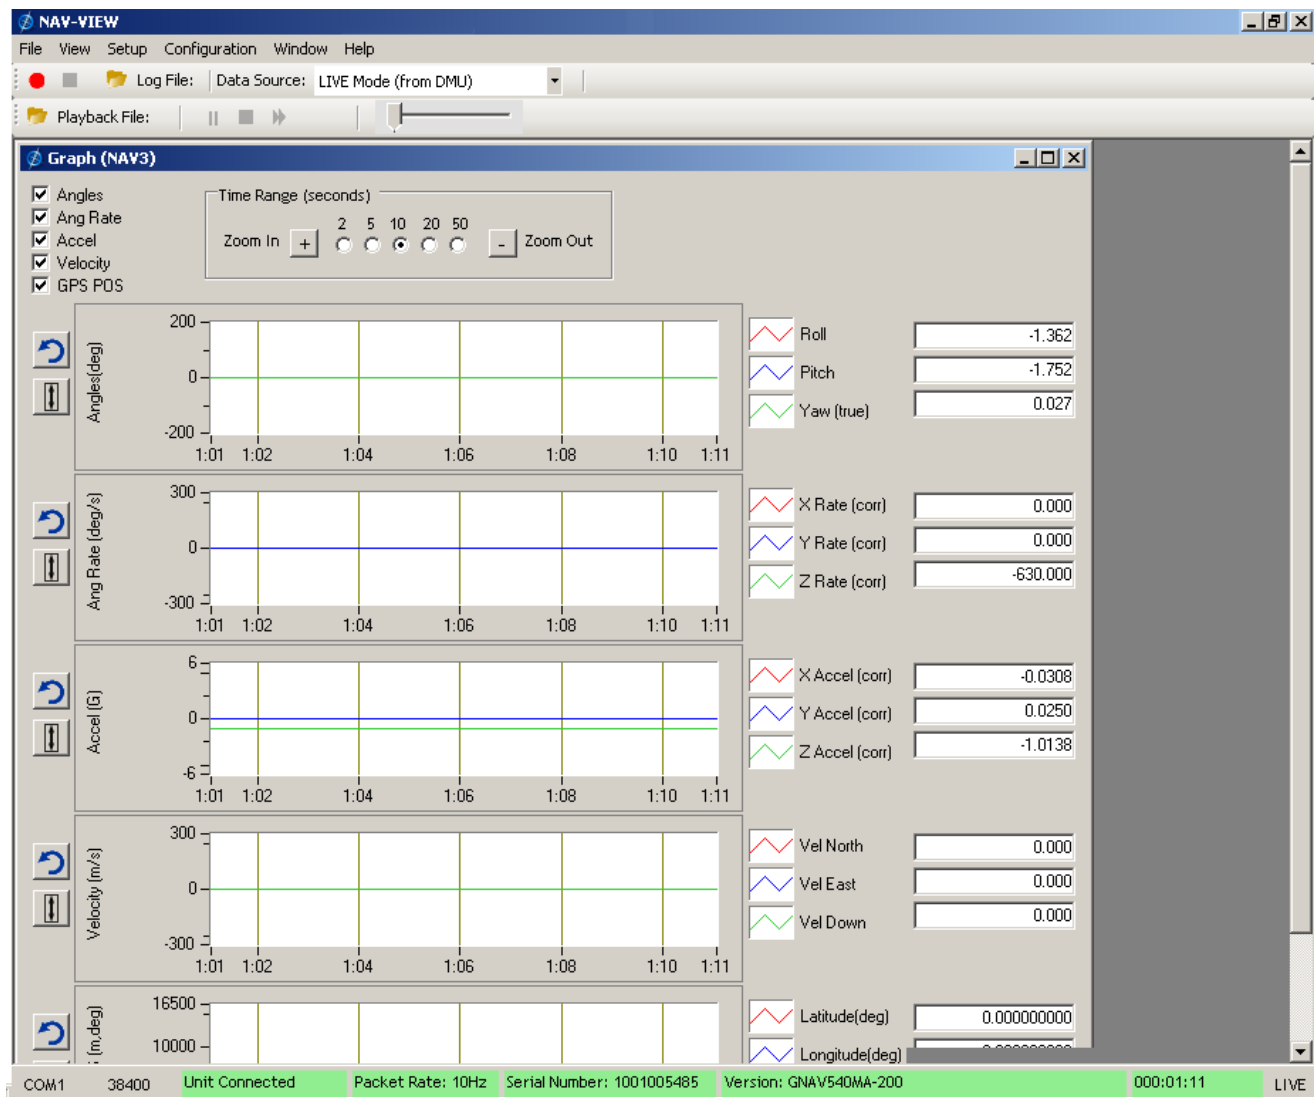 NAV-VIEW
File View Setup Configuration Window Help
Log File: Data Source: LIVE Mode (from DMU)
Playback File:
Graph (NAV3)
Angles
Ang Rate
Accel
Velocity
GPS POS
Time Range (seconds)
2 5 10 20 50
Zoom In + - Zoom Out
Angles(deg)
200
0
-200
1:01 1:02 1:04 1:06 1:08 1:10 1:11
Roll -1.362
Pitch -1.752
Yaw (true) 0.027
Ang Rate (deg/s)
300
0
-300
1:01 1:02 1:04 1:06 1:08 1:10 1:11
X Rate (corr) 0.000
Y Rate (corr) 0.000
Z Rate (corr) -630.000
Accel (G)
6
0
-6
1:01 1:02 1:04 1:06 1:08 1:10 1:11
X Accel (corr) -0.0308
Y Accel (corr) 0.0250
Z Accel (corr) -1.0138
Velocity (m/s)
300
0
-300
1:01 1:02 1:04 1:06 1:08 1:10 1:11
Vel North 0.000
Vel East 0.000
Vel Down 0.000
(m,deg)
16500
10000
Latitude(deg) 0.000000000
Longitude(deg)
COM1 38400 Unit Connected Packet Rate: 10Hz Serial Number: 1001005485 Version: GNAV540MA-200 000:01:11 LIVE